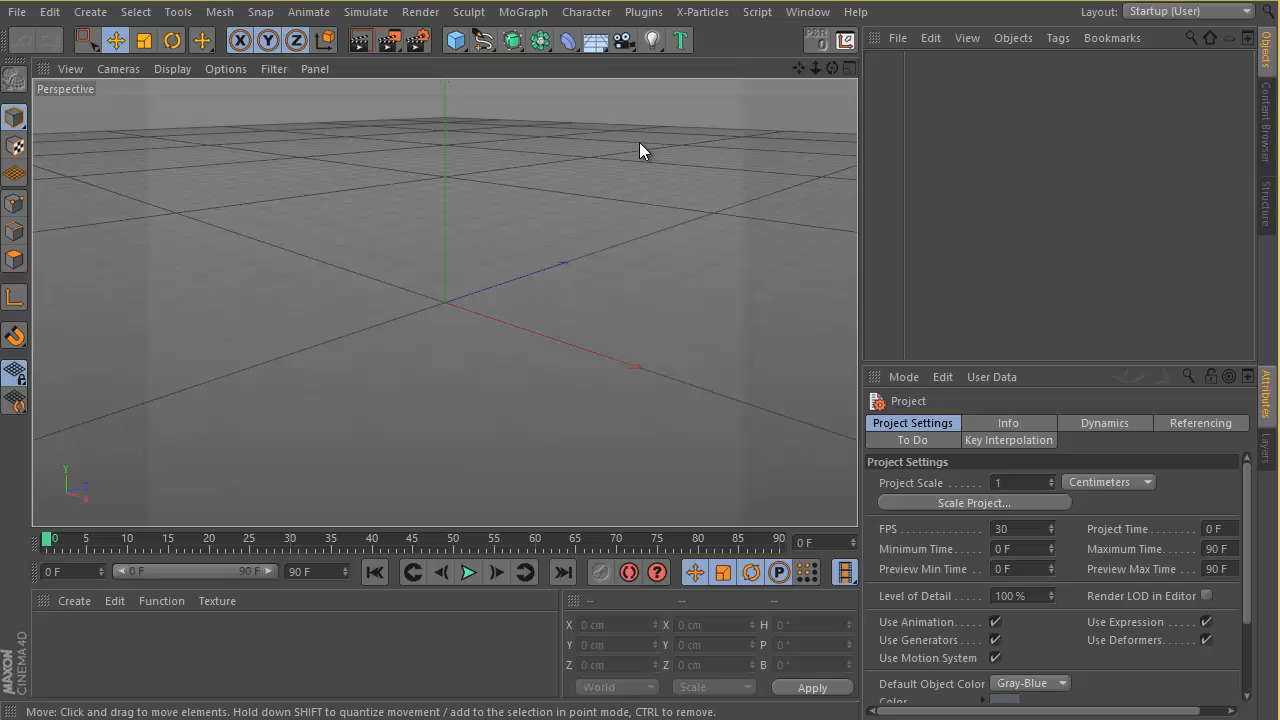 File Edit Create Select Tools Mesh Snap Animate Simulate Render Sculpt MoGraph Character Plugins X-Particles Script Window Help Layout: Startup (User)
X Y Z PSR 0 T
File Edit View Objects Tags Bookmarks
View Cameras Display Options Filter Panel
Perspective
Objects
Content Browser
Structure
Y
Mode Edit User Data
Project
Project Settings Info Dynamics Referencing
To Do Key Interpolation
Project Settings
Project Scale ...... 1 Centimeters
Scale Project...
FPS 30 Project Time 0 F
Minimum Time 0 F Maximum Time 90 F
Preview Min Time 0 F Preview Max Time 90 F
Level of Detail 100 % Render LOD in Editor
Use Animation Use Expression
Use Generators Use Deformers
Use Motion System
Default Object Color Gray-Blue
Color
Attributes
Layers
0 5 10 15 20 25 30 35 40 45 50 55 60 65 70 75 80 85 90 0 F
0 F 0 F 90 F 90 F
Create Edit Function Texture
-- -- --
X 0 cm X 0 cm H 0 °
Y 0 cm Y 0 cm P 0 °
Z 0 cm Z 0 cm B 0 °
World Scale Apply
MAXON
CINEMA 4D
Move: Click and drag to move elements. Hold down SHIFT to quantize movement / add to the selection in point mode, CTRL to remove.